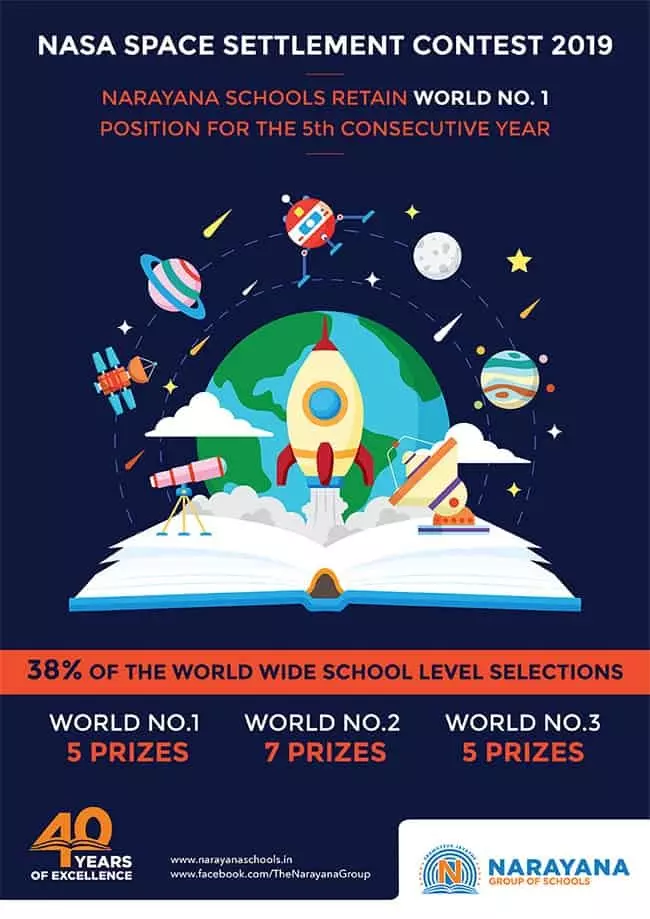 NASA SPACE SETTLEMENT CONTEST 2019
NARAYANA SCHOOLS RETAIN WORLD NO. 1
POSITION FOR THE 5th CONSECUTIVE YEAR
38% OF THE WORLD WIDE SCHOOL LEVEL SELECTIONS
WORLD NO.1
5 PRIZES
WORLD NO.2
7 PRIZES
WORLD NO.3
5 PRIZES
40
YEARS
OF EXCELLENCE
www.narayanaschools.in
www.facebook.com/TheNarayanaGroup
NARAYANA
GROUP OF SCHOOLS